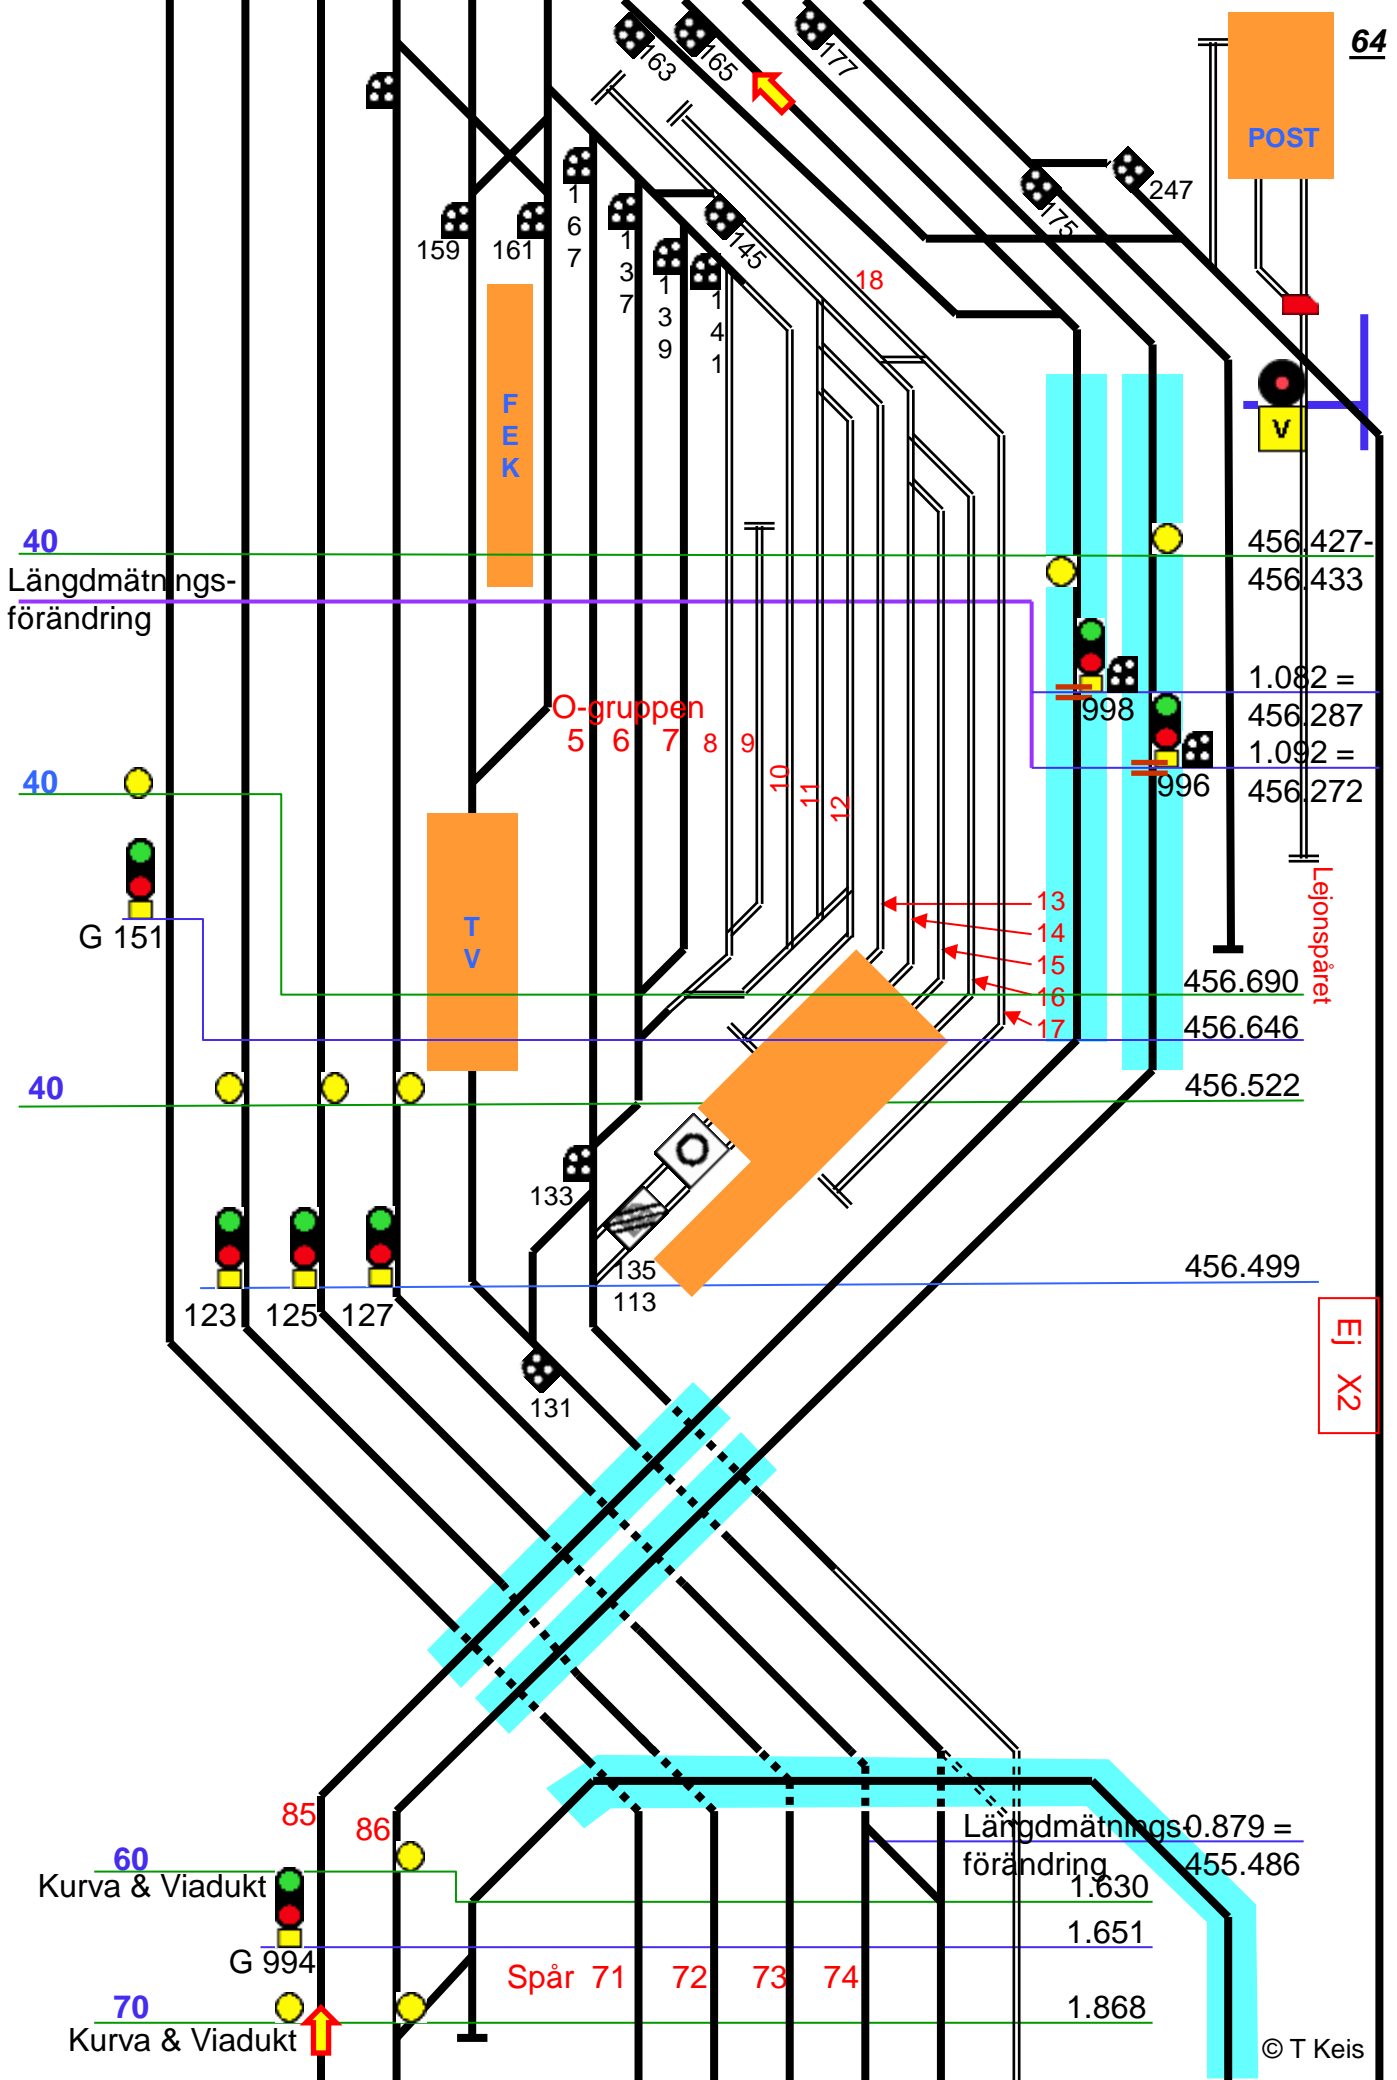 64
163
165
177
POST
247
175
159
161
1
6
7
1
3
7
1
3
9
1
4
1
145
18
F
E
K
V
40
456.427-
456.433
Längdmätnings-
förändring
1.082 =
456.287
998
1.092 =
456.272
996
O-gruppen
5 6 7 8 9
10
11
12
40
G 151
T
V
13
14
15
16
17
Lejonspåret
456.690
456.646
40
456.522
133
135
113
456.499
123 125 127
131
Ej X2
85
86
Längdmätnings-
förändring
0.879 =
455.486
60
Kurva & Viadukt
1.630
1.651
G 994
Spår 71 72 73 74
70
Kurva & Viadukt
1.868
© T Keis